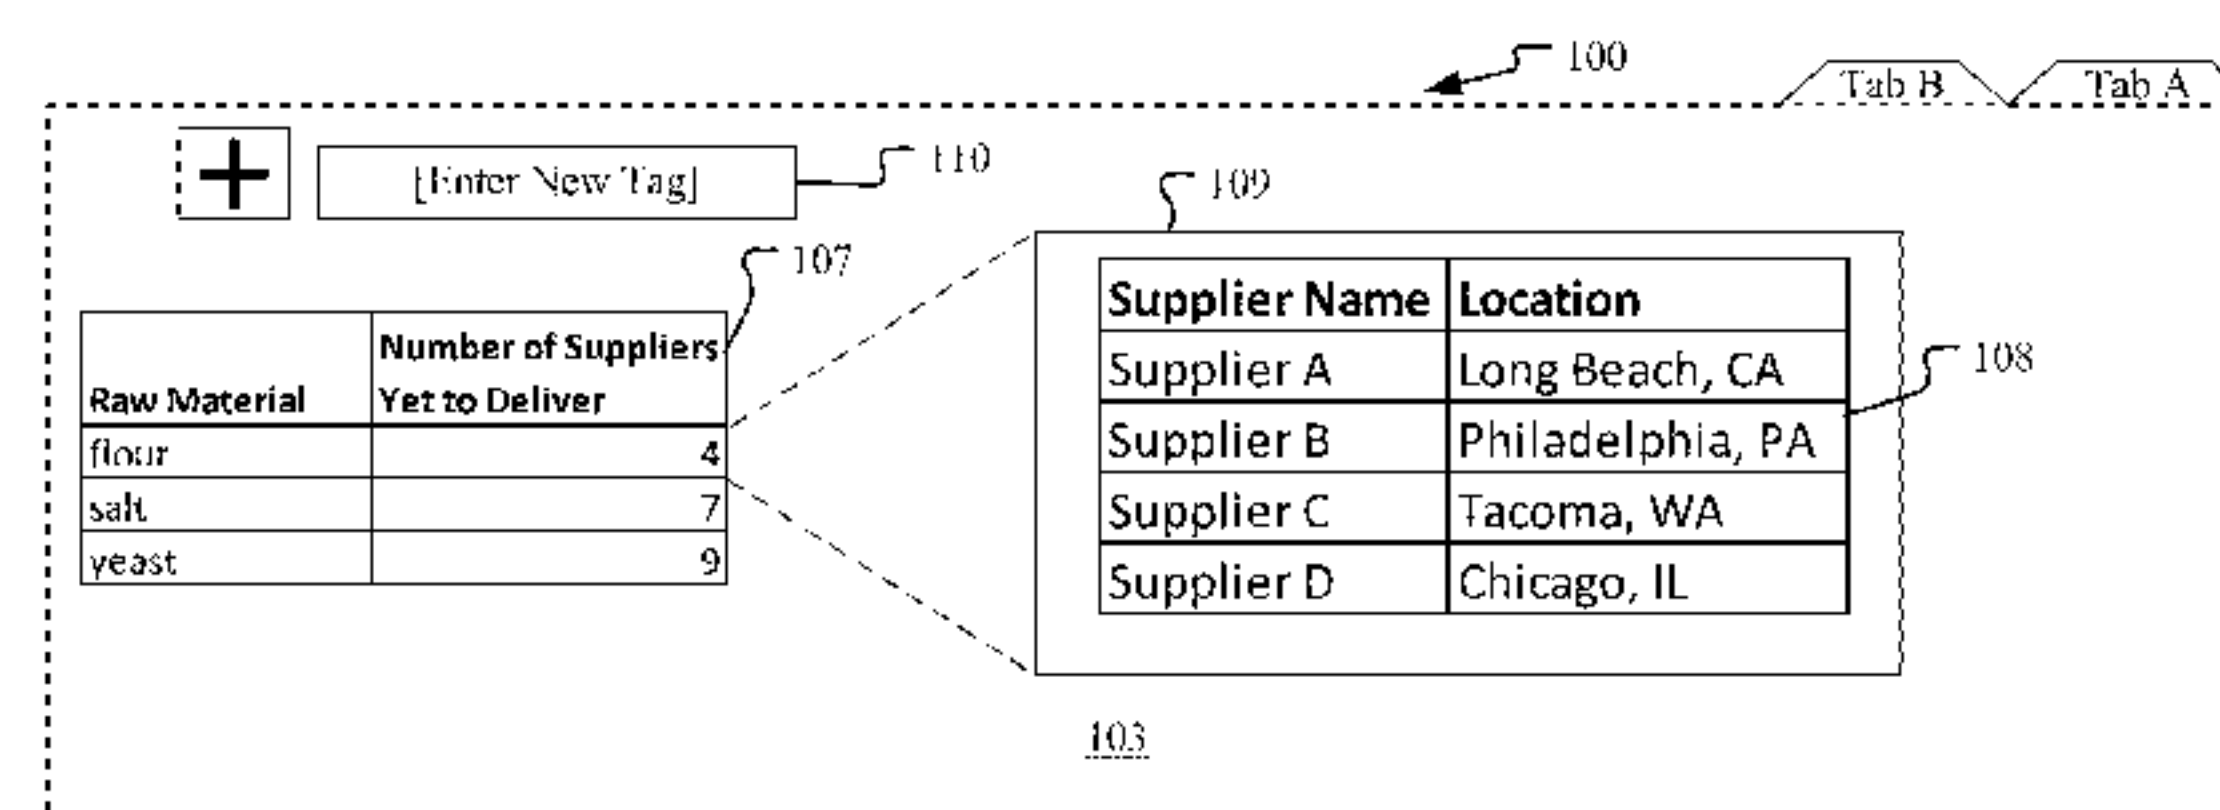 100
Tab B
Tab A
+
[Enter New Tag]
110
109
107
Raw Material
Number of Suppliers
Yet to Deliver
flour 4
salt 7
yeast 9
Supplier Name Location
Supplier A Long Beach, CA
Supplier B Philadelphia, PA
Supplier C Tacoma, WA
Supplier D Chicago, IL
108
103